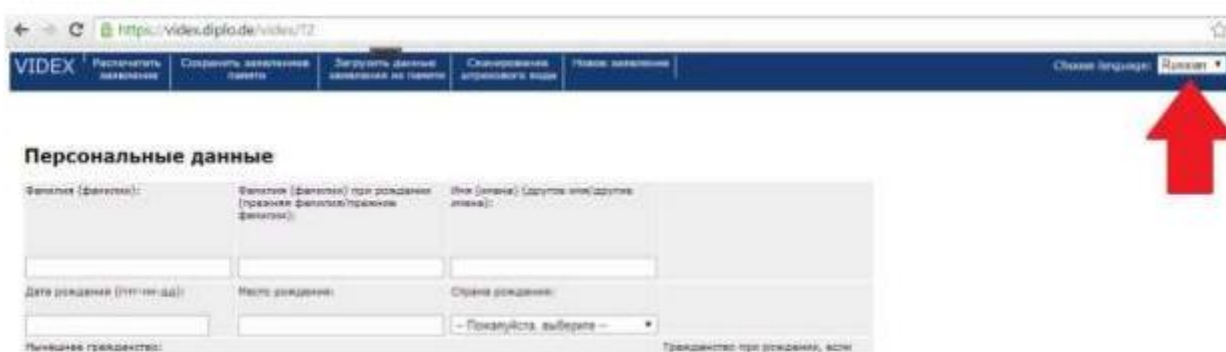 https://videx.diplo.de/videx/T2
VIDEX
Распечатать
заявление
Сохранить заявление
памяти
Загрузить данные
заявления из памяти
Сканирование
штрихового кода
Новое заявление
Choose language:
Russian
Персональные данные
Фамилия (фамилии):
Фамилия (фамилии) при рождении
(прежняя фамилия/прежние
фамилии):
Имя (имена) (другое имя/другие
имена):
Дата рождения (гггг-мм-дд):
Место рождения:
Страна рождения:
-- Пожалуйста, выберите --
Нынешнее гражданство:
Гражданство при рождении, если